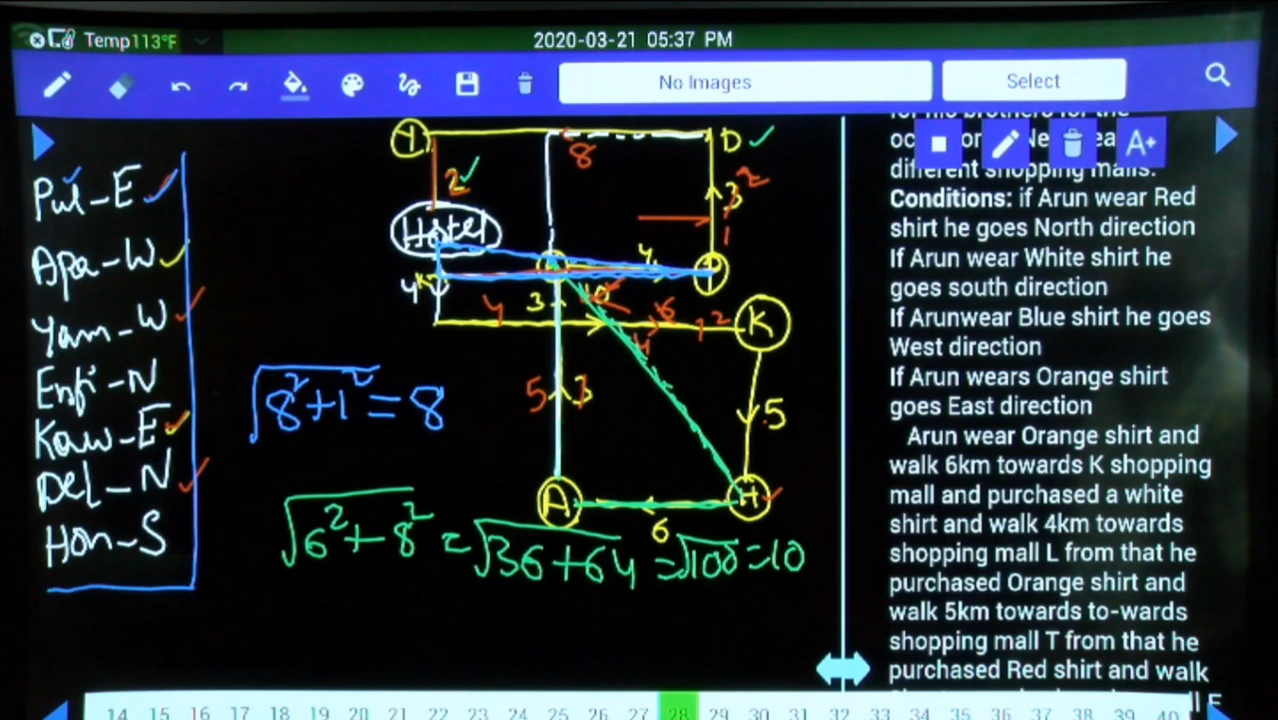 Temp113°F
2020-03-21 05:37 PM
No Images
Select
A+
Pul-E
Apa-W
Yam-W
Enfi-N
Kaw-E
Del-N
Hon-S
Y
8
D
2
3
2
1
Hotel
4
K
3
10
4
6
2
K
4
5
3
5
A
6
H
√8²+1² = 8
√6²+8² = √36+64 = √100 = 10
different shopping malls.
Conditions: if Arun wear Red
shirt he goes North direction
If Arun wear White shirt he
goes south direction
If Arunwear Blue shirt he goes
West direction
If Arun wears Orange shirt
goes East direction
Arun wear Orange shirt and
walk 6km towards K shopping
mall and purchased a white
shirt and walk 4km towards
shopping mall L from that he
purchased Orange shirt and
walk 5km towards to-wards
shopping mall T from that he
purchased Red shirt and walk
14 15 16 17 18 19 20 21 22 23 24 25 26 27 28 29 30 31 32 33 34 35 36 37 38 39 40